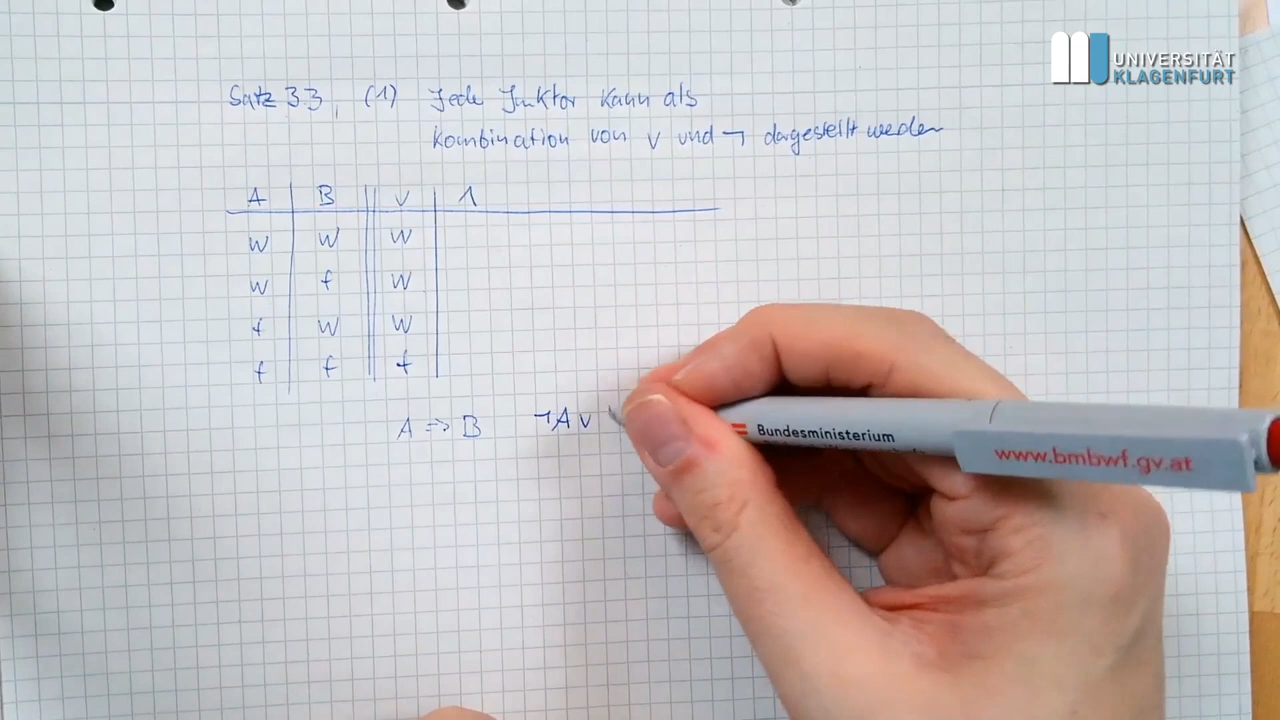 UNIVERSITÄT
KLAGENFURT
Satz 3.3, (1) Jede Junktor kann als
Kombination von ∨ und ¬ dargestellt werden
A B ∨ ∧
w w w
w f w
f w w
f f f
A => B ¬A ∨
Bundesministerium
www.bmbwf.gv.at